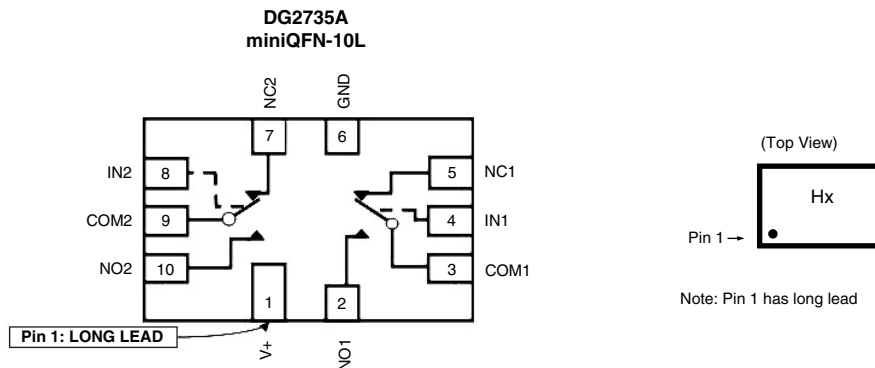 DG2735A
miniQFN-10L
NC2
GND
7
6
IN2
8
5
NC1
COM2
9
4
IN1
NO2
10
3
COM1
1
2
Pin 1: LONG LEAD
V+
NO1
(Top View)
Hx
Pin 1
Note: Pin 1 has long lead